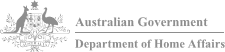 Australian Government
Department of Home Affairs